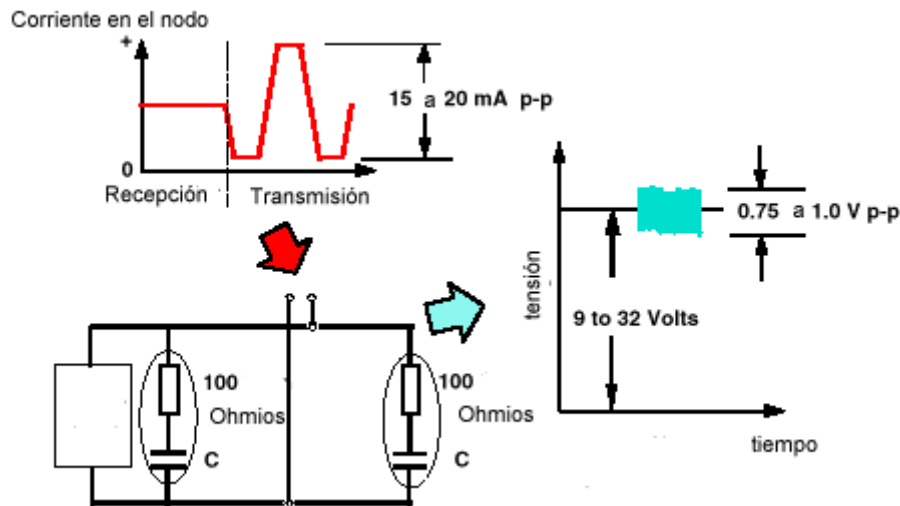 Corriente en el nodo
+
15 a 20 mA p-p
0
Recepción
Transmisión
tensión
0.75 a 1.0 V p-p
9 to 32 Volts
tiempo
100
Ohmios
C
100
Ohmios
C